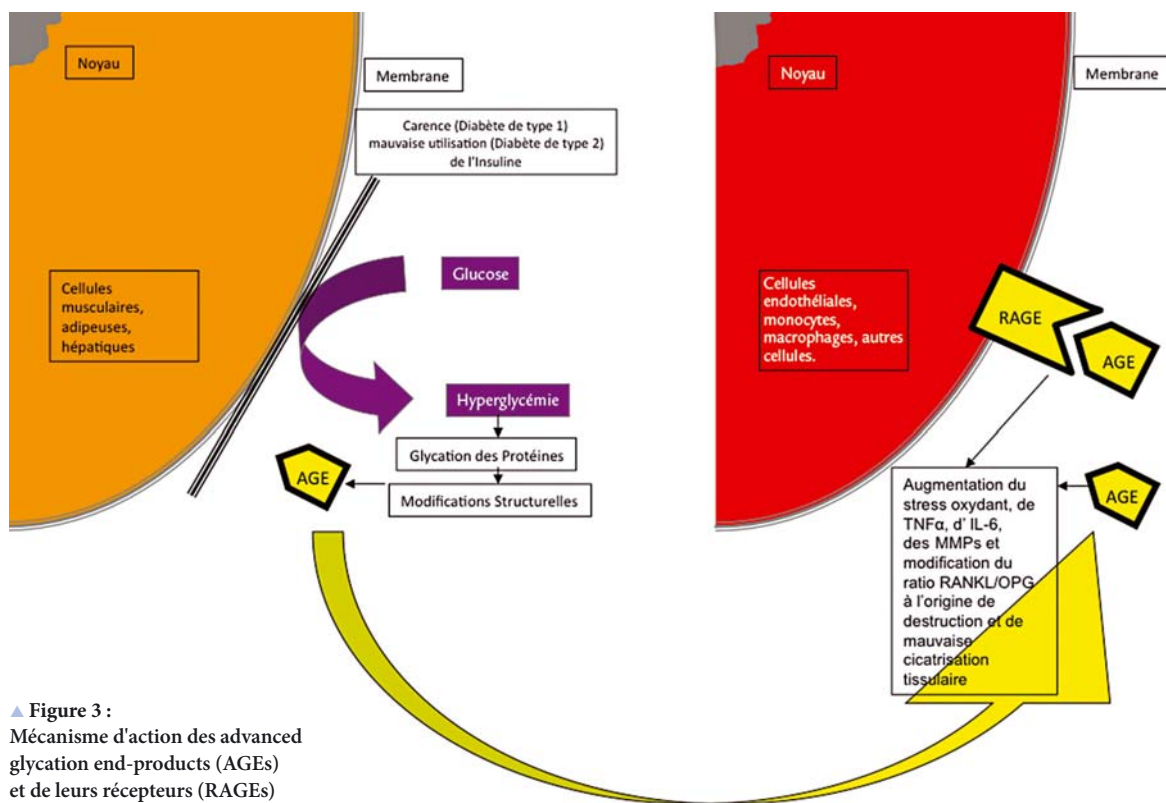 Noyau
Membrane
Carence (Diabète de type 1)
mauvaise utilisation (Diabète de type 2)
de l'Insuline
Cellules
musculaires,
adipeuses,
hépatiques
Glucose
Hyperglycémie
Glycation des Protéines
Modifications Structurelles
AGE
Noyau
Membrane
Cellules
endothéliales,
monocytes,
macrophages, autres
cellules.
RAGE
AGE
AGE
Augmentation du
stress oxydant, de
TNFα, d' IL-6,
des MMPs et
modification du
ratio RANKL/OPG
à l'origine de
destruction et de
mauvaise
cicatrisation
tissulaire
▲ Figure 3 :
Mécanisme d'action des advanced
glycation end-products (AGEs)
et de leurs récepteurs (RAGEs)